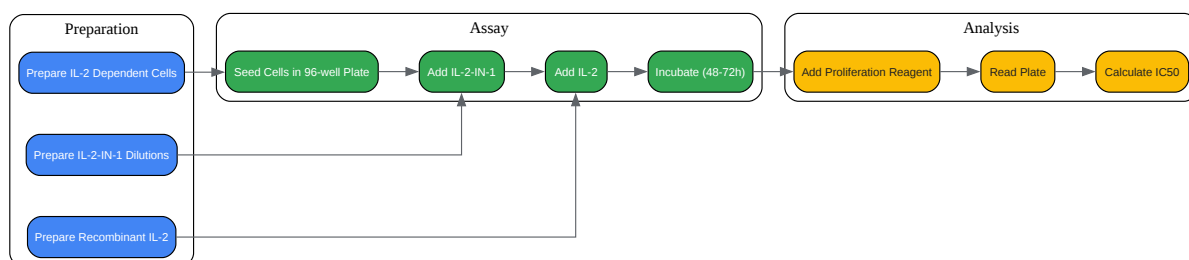 Preparation
Prepare IL-2 Dependent Cells
Prepare IL-2-IN-1 Dilutions
Prepare Recombinant IL-2
Assay
Seed Cells in 96-well Plate
Add IL-2-IN-1
Add IL-2
Incubate (48-72h)
Analysis
Add Proliferation Reagent
Read Plate
Calculate IC50